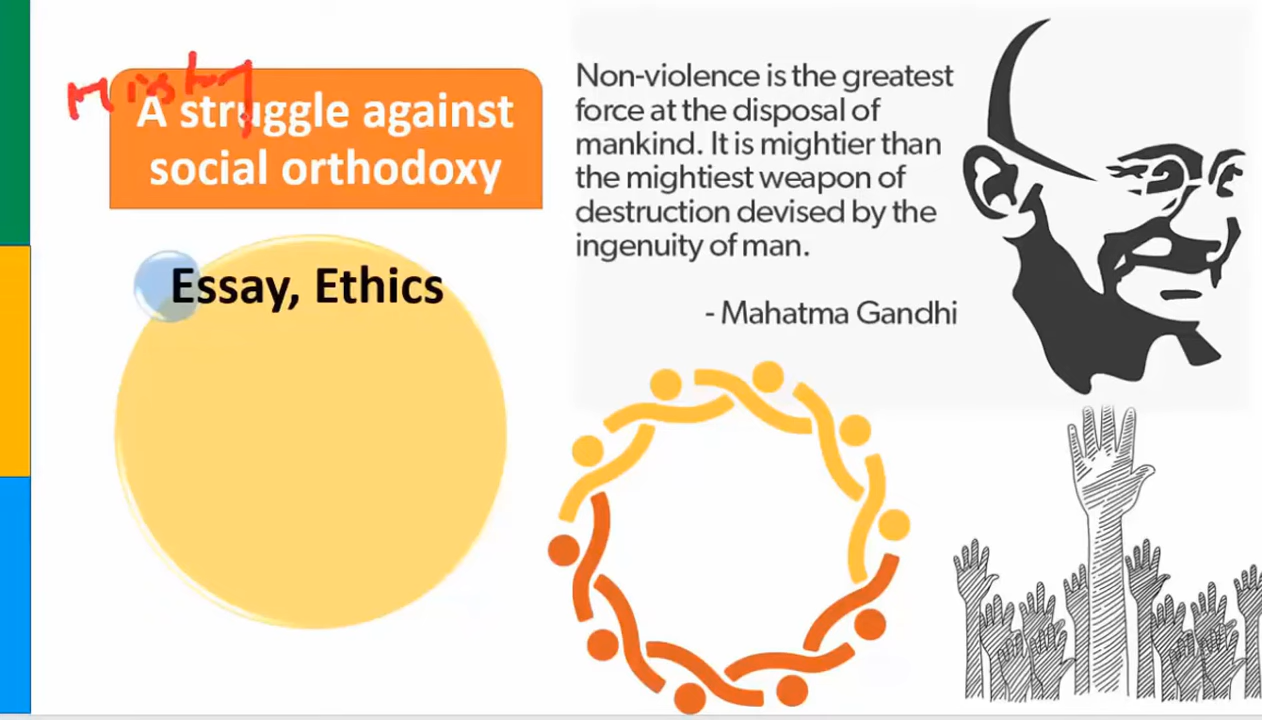 A struggle against
social orthodoxy
Essay, Ethics
Non-violence is the greatest
force at the disposal of
mankind. It is mightier than
the mightiest weapon of
destruction devised by the
ingenuity of man.
- Mahatma Gandhi